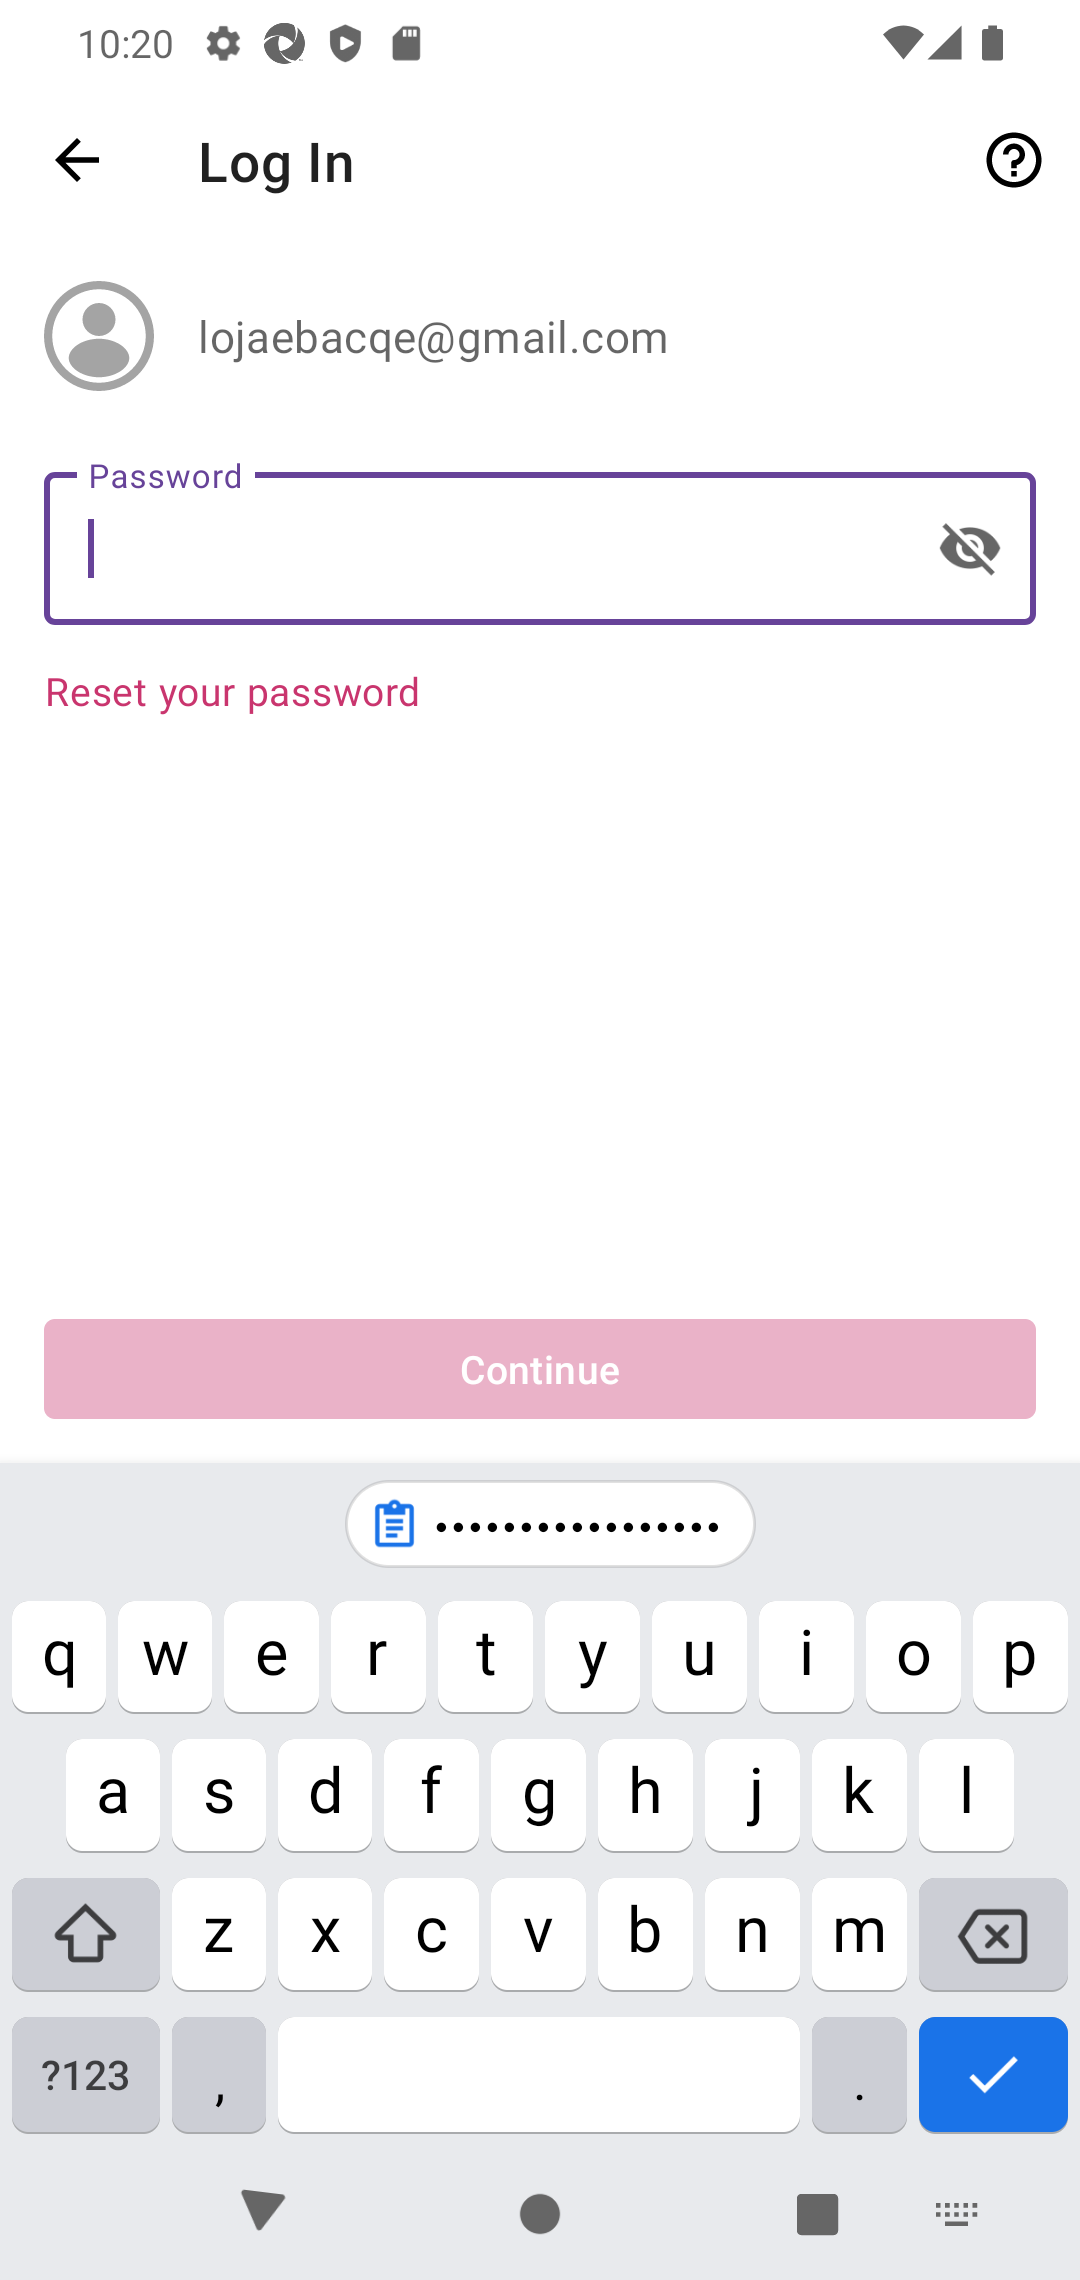 10:20
Log In
lojaebacqe@gmail.com
Password
Reset your password
Continue
•••••••••••••••••
q w e r t y u i o p
a s d f g h j k l
z x c v b n m
?123 , .